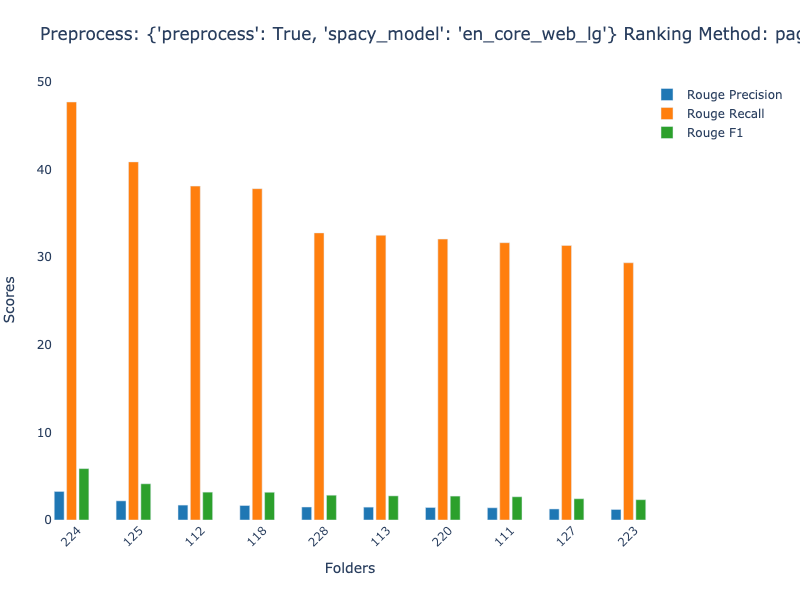 Preprocess: {'preprocess': True, 'spacy_model': 'en_core_web_lg'} Ranking Method: pag
50
40
30
20
10
0
Scores
224 125 112 118 228 113 220 111 127 223
Folders
Rouge Precision
Rouge Recall
Rouge F1